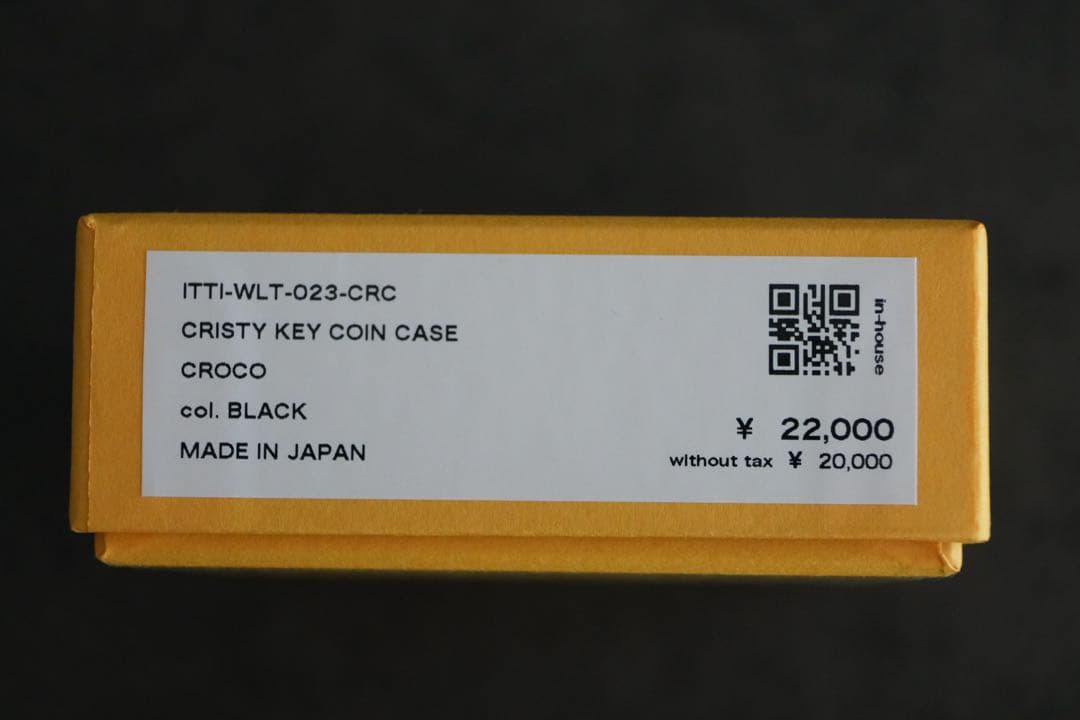 ITTI-WLT-023-CRC
CRISTY KEY COIN CASE
CROCO
col. BLACK
MADE IN JAPAN
in-house
¥ 22,000
without tax ¥ 20,000